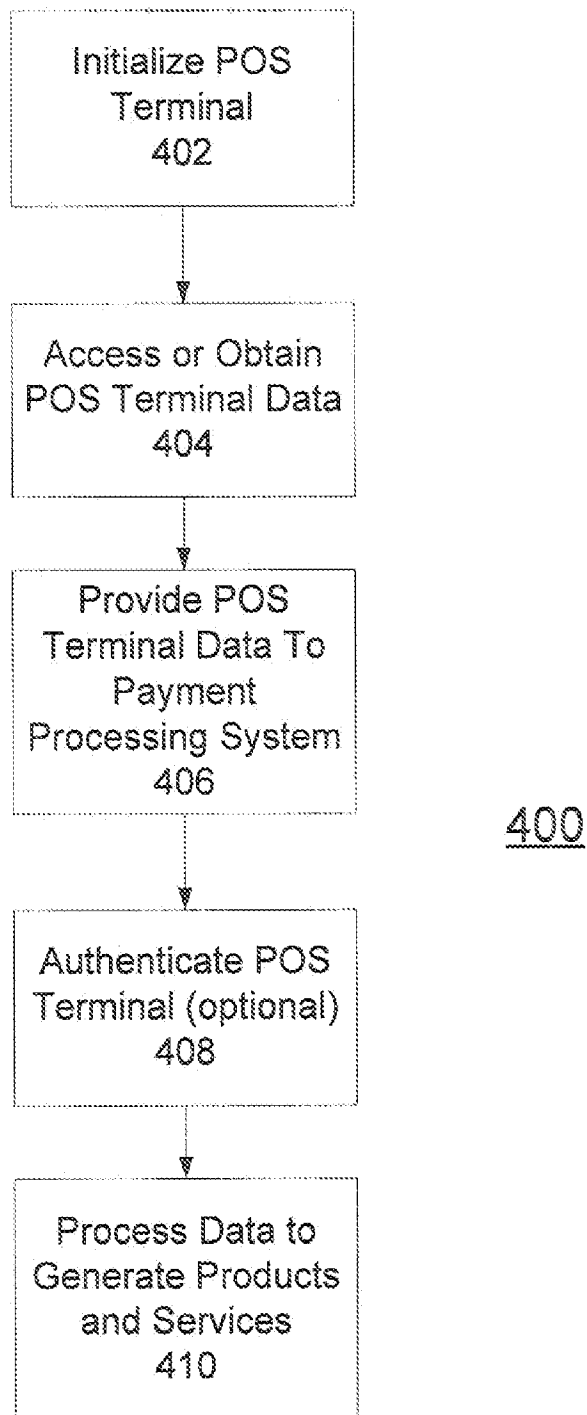 Initialize POS
Terminal
402
Access or Obtain
POS Terminal Data
404
Provide POS
Terminal Data To
Payment
Processing System
406
400
Authenticate POS
Terminal (optional)
408
Process Data to
Generate Products
and Services
410